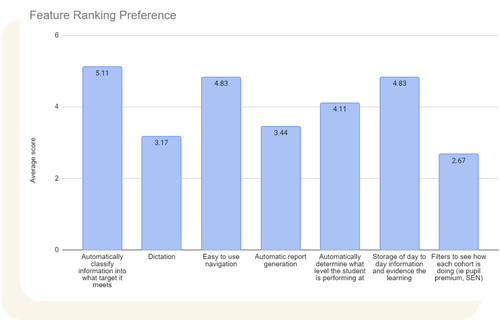 Feature Ranking Preference
6
4
2
0
Average score
5.11
3.17
4.83
3.44
4.11
4.83
2.67
Automatically
classify
information into
what target it
meets
Dictation
Easy to use
navigation
Automatic report
generation
Automatically
determine what
level the student
is performing at
Storage of day to
day information
and evidence the
learning
Filters to see how
each cohort is
doing (ie pupil
premium, SEN)